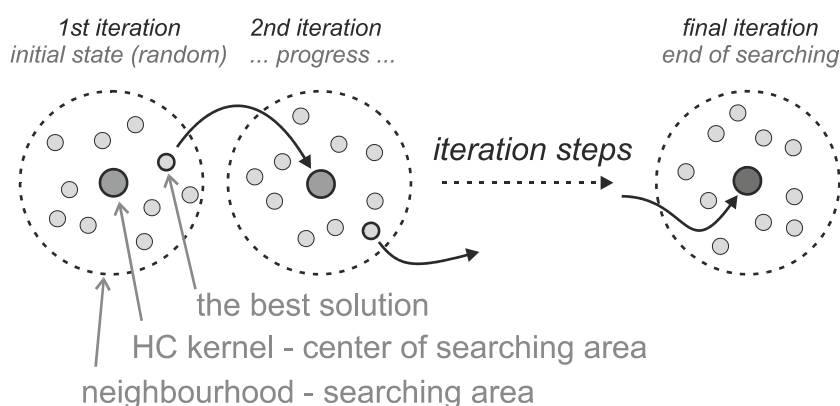 1st iteration
initial state (random)
2nd iteration
... progress ...
final iteration
end of searching
iteration steps
the best solution
HC kernel - center of searching area
neighbourhood - searching area